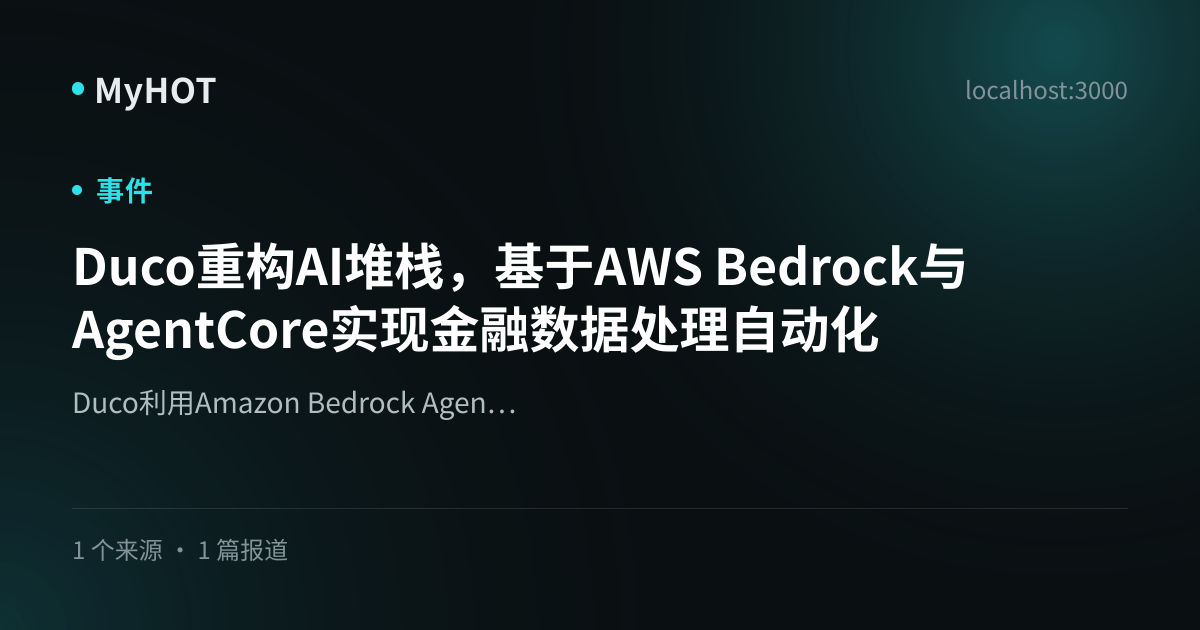 MyHOT
localhost:3000
事件
Duco重构AI堆栈，基于AWS Bedrock与
AgentCore实现金融数据处理自动化
Duco利用Amazon Bedrock Agen…
1 个来源 · 1 篇报道